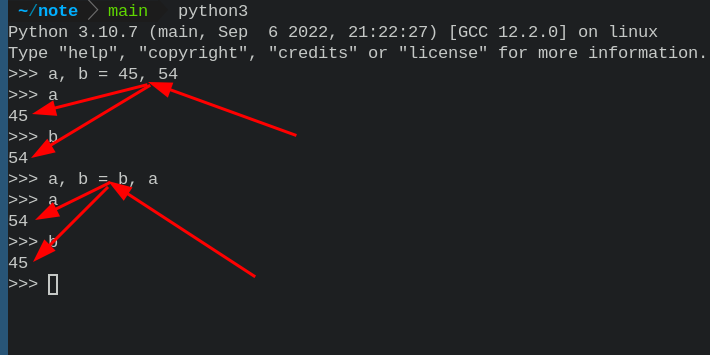 ~/note main python3
Python 3.10.7 (main, Sep  6 2022, 21:22:27) [GCC 12.2.0] on linux
Type "help", "copyright", "credits" or "license" for more information.
>>> a, b = 45, 54
>>> a
45
>>> b
54
>>> a, b = b, a
>>> a
54
>>> b
45
>>>